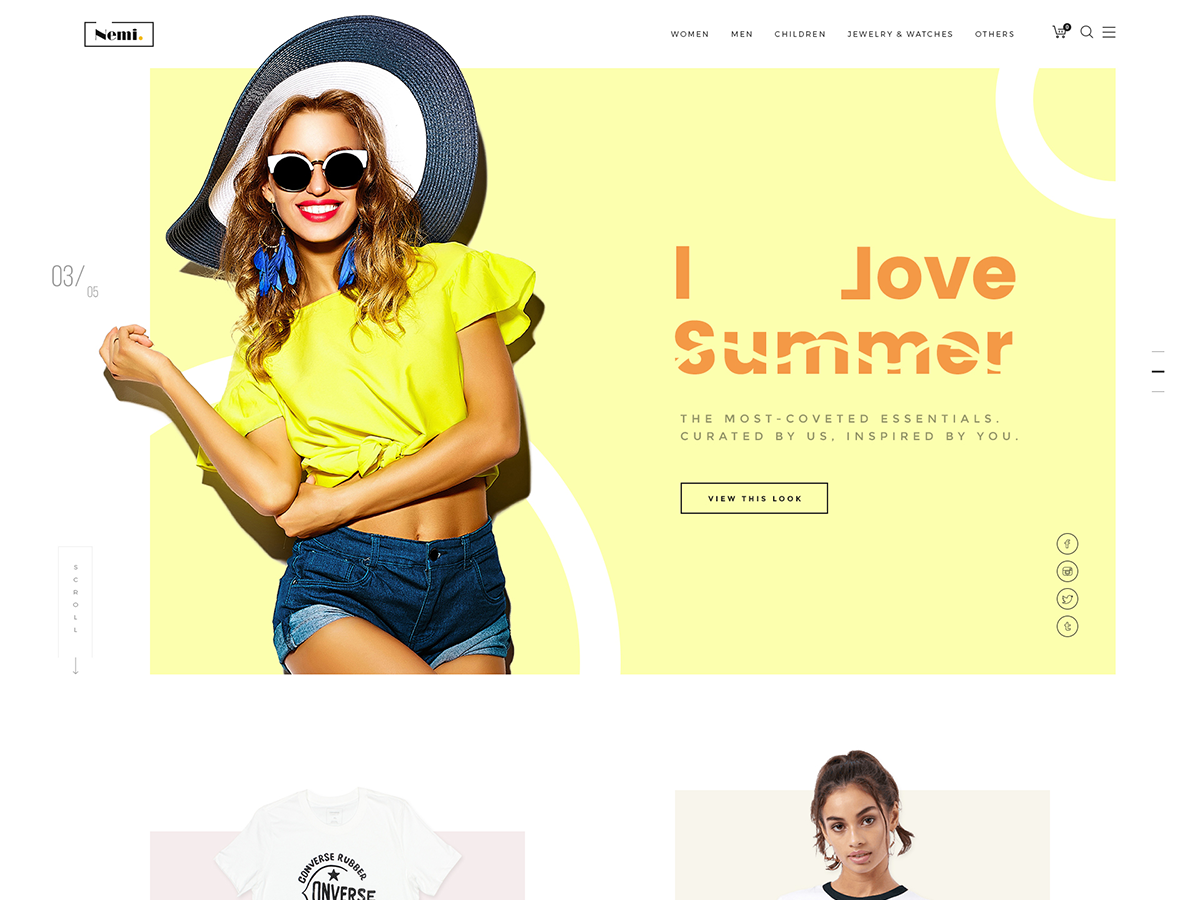 Nemi.
WOMEN MEN CHILDREN JEWELRY & WATCHES OTHERS
0
03/
05
I Love
Summer
THE MOST-COVETED ESSENTIALS.
CURATED BY US, INSPIRED BY YOU.
VIEW THIS LOOK
SCROLL
CONVERSE RUBBER
ONVERSE